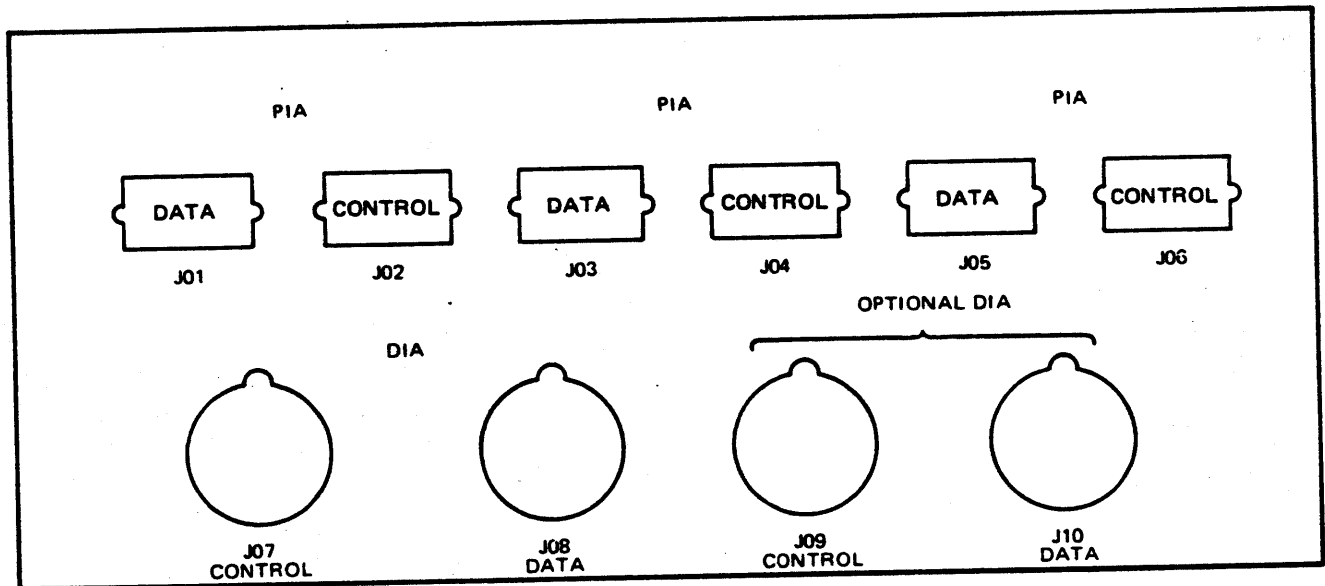 PIA PIA PIA
DATA CONTROL DATA CONTROL DATA CONTROL
J01 J02 J03 J04 J05 J06
OPTIONAL DIA
DIA
J07 J08 J09 J10
CONTROL DATA CONTROL DATA